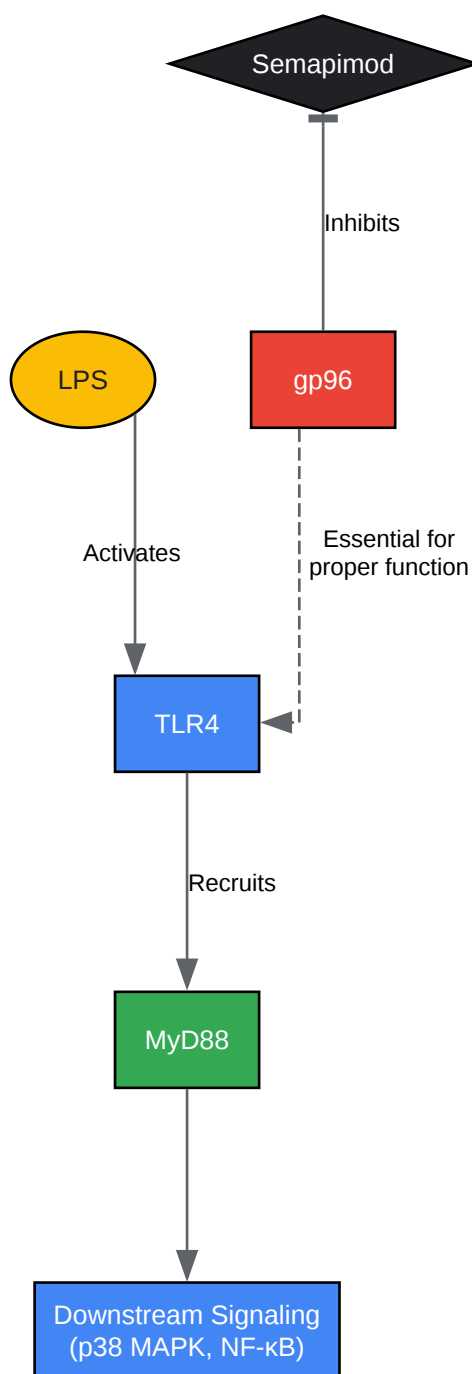 Semapimod
Inhibits
LPS
gp96
Activates
Essential for
proper function
TLR4
Recruits
MyD88
Downstream Signaling
(p38 MAPK, NF-κB)